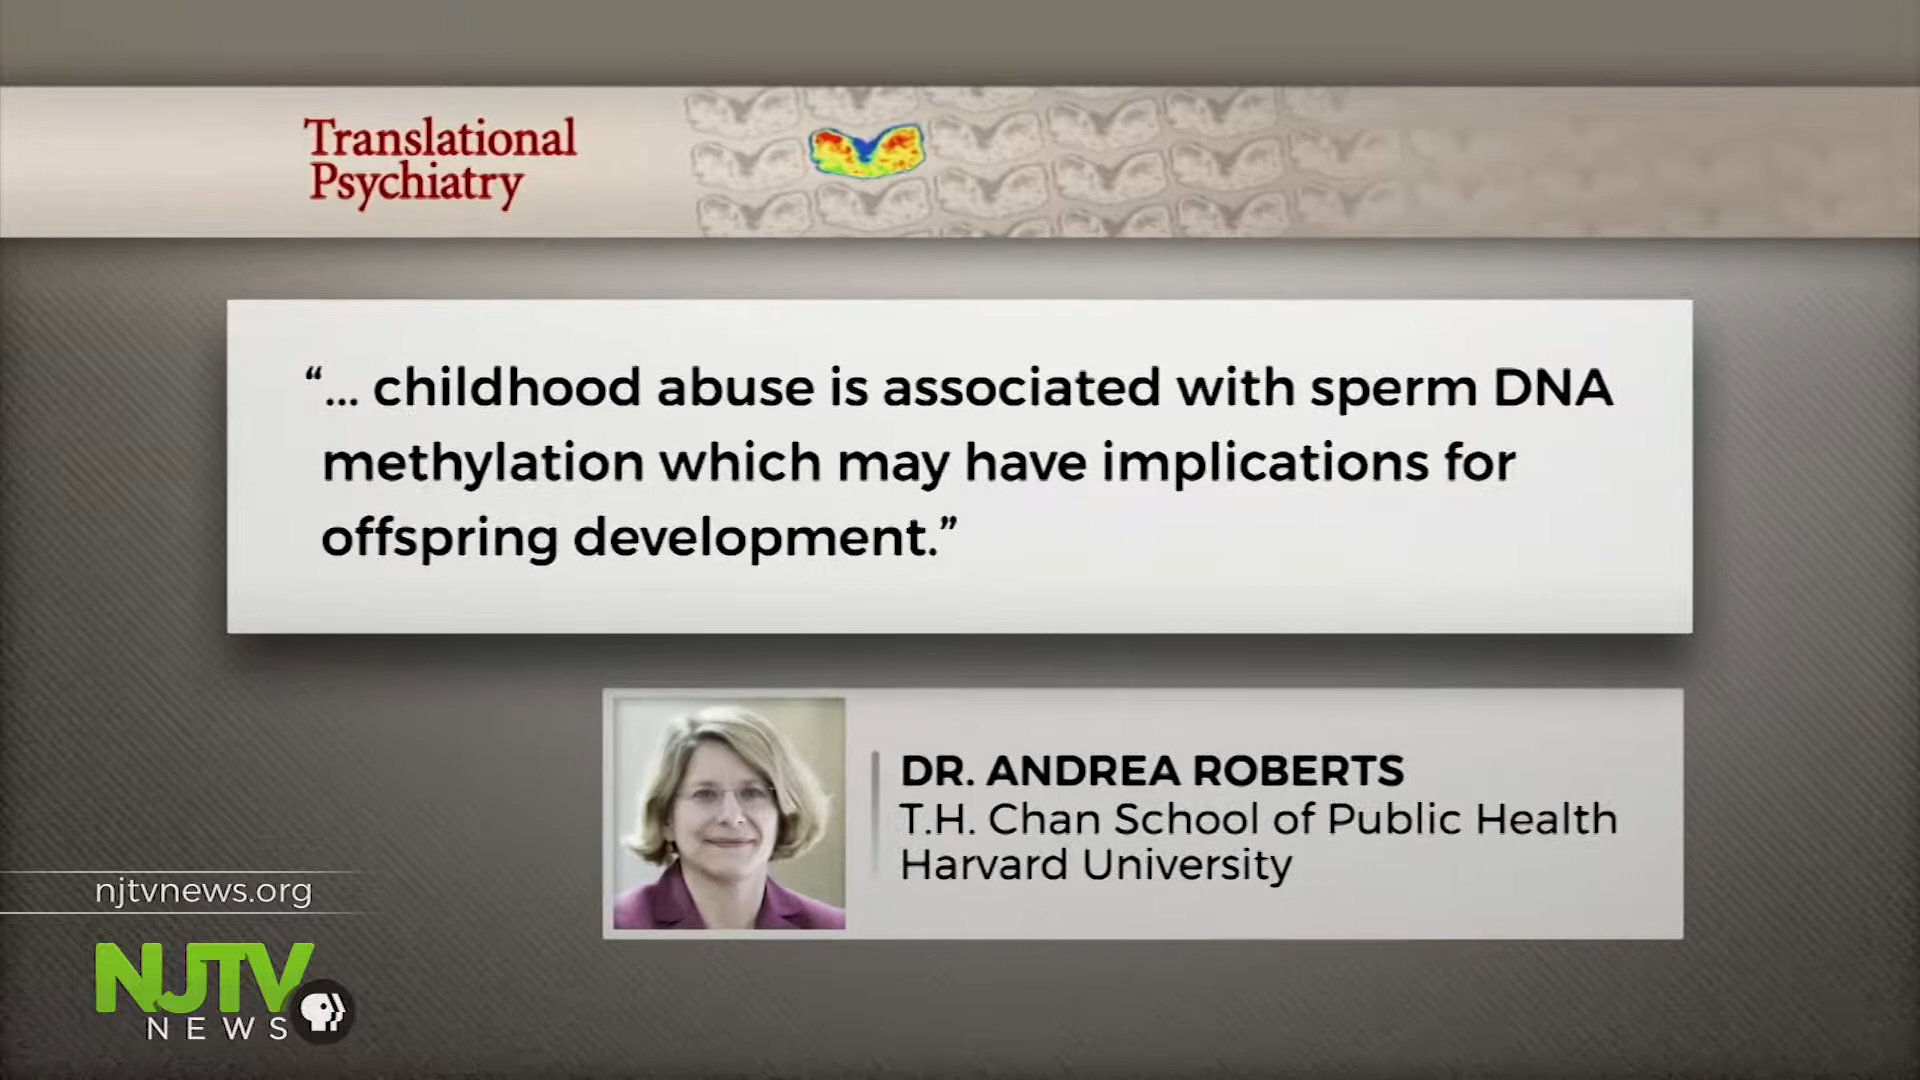 Translational
Psychiatry
“... childhood abuse is associated with sperm DNA
methylation which may have implications for
offspring development.”
DR. ANDREA ROBERTS
T.H. Chan School of Public Health
Harvard University
njtvnews.org
NJTV
NEWS